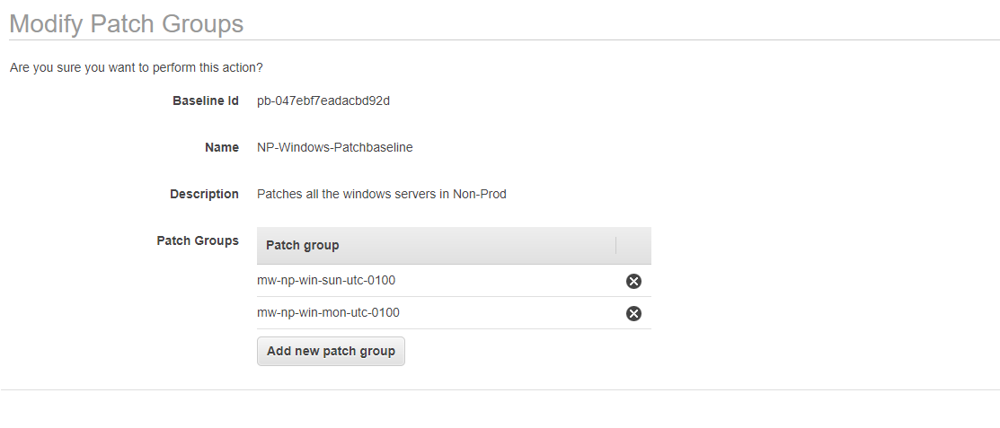 Modify Patch Groups
Are you sure you want to perform this action?
Baseline Id pb-047ebf7eadacbd92d
Name NP-Windows-Patchbaseline
Description Patches all the windows servers in Non-Prod
Patch Groups Patch group
mw-np-win-sun-utc-0100
mw-np-win-mon-utc-0100
Add new patch group